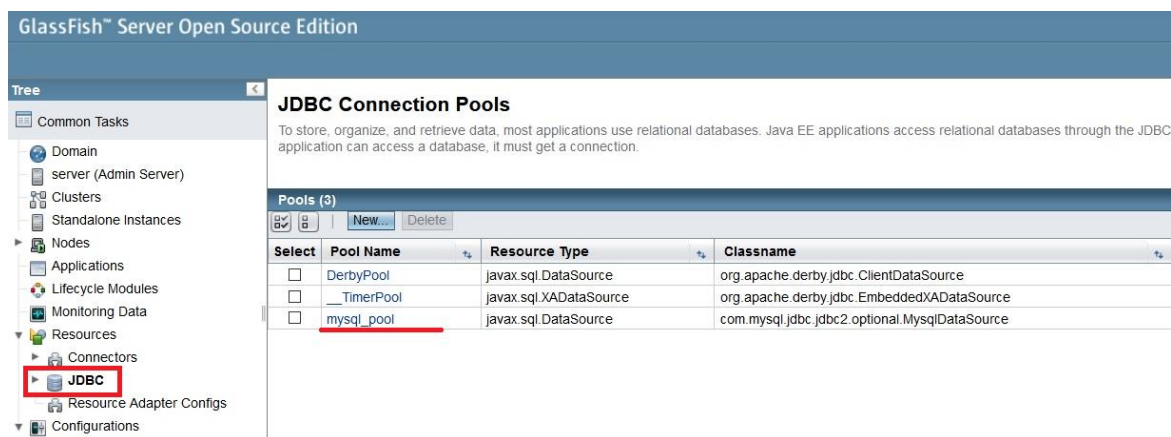 GlassFish™ Server Open Source Edition
Tree
Common Tasks
Domain
server (Admin Server)
Clusters
Standalone Instances
Nodes
Applications
Lifecycle Modules
Monitoring Data
Resources
Connectors
JDBC
Resource Adapter Configs
Configurations
JDBC Connection Pools
To store, organize, and retrieve data, most applications use relational databases. Java EE applications access relational databases through the JDBC
application can access a database, it must get a connection.
Pools (3)
New... Delete
Select Pool Name Resource Type Classname
DerbyPool javax.sql.DataSource org.apache.derby.jdbc.ClientDataSource
__TimerPool javax.sql.XADataSource org.apache.derby.jdbc.EmbeddedXADataSource
mysql_pool javax.sql.DataSource com.mysql.jdbc.jdbc2.optional.MysqlDataSource